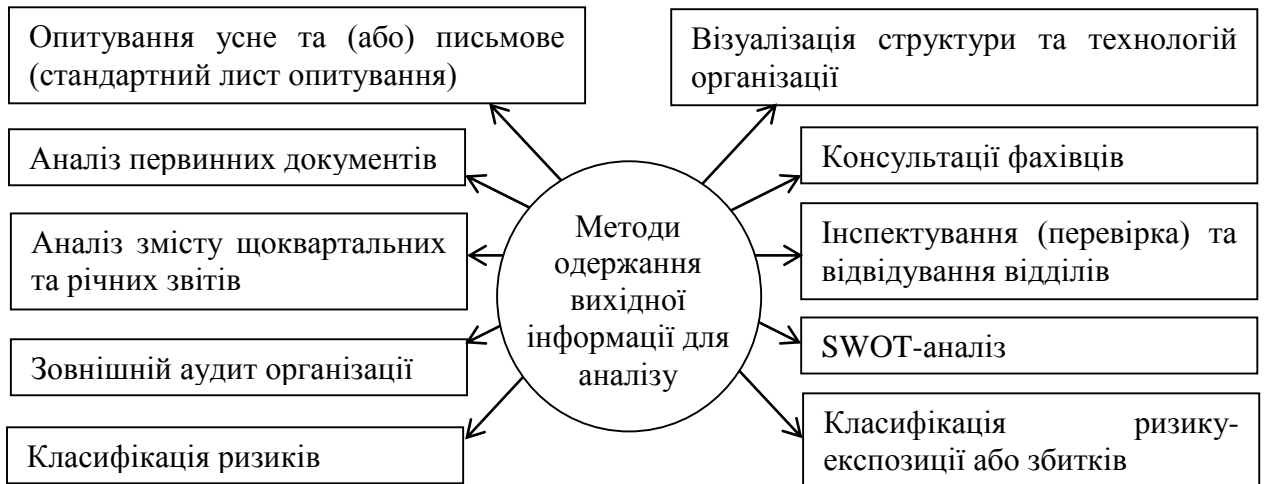 Опитування усне та (або) письмове
(стандартний лист опитування)
Аналіз первинних документів
Аналіз змісту щоквартальних
та річних звітів
Зовнішній аудит організації
Класифікація ризиків
Методи
одержання
вихідної
інформації для
аналізу
Візуалізація структури та технологій
організації
Консультації фахівців
Інспектування (перевірка) та
відвідування відділів
SWOT-аналіз
Класифікація ризику-
експозиції або збитків